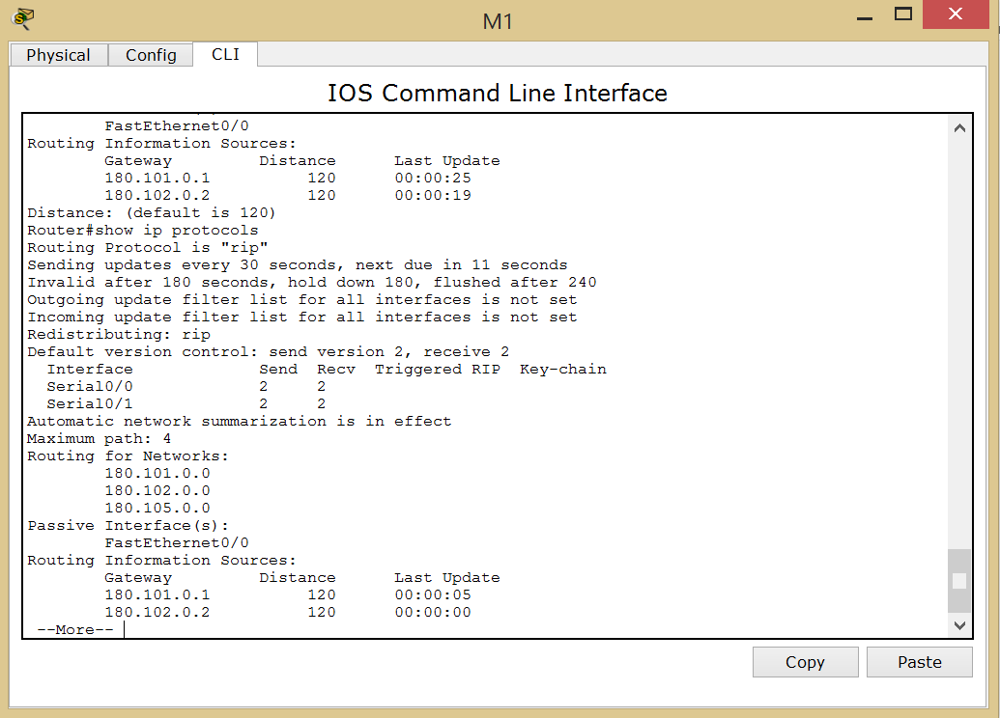 M1
Physical Config CLI
IOS Command Line Interface
FastEthernet0/0
Routing Information Sources:
Gateway Distance Last Update
180.101.0.1 120 00:00:25
180.102.0.2 120 00:00:19
Distance: (default is 120)
Router#show ip protocols
Routing Protocol is "rip"
Sending updates every 30 seconds, next due in 11 seconds
Invalid after 180 seconds, hold down 180, flushed after 240
Outgoing update filter list for all interfaces is not set
Incoming update filter list for all interfaces is not set
Redistributing: rip
Default version control: send version 2, receive 2
Interface Send Recv Triggered RIP Key-chain
Serial0/0 2 2
Serial0/1 2 2
Automatic network summarization is in effect
Maximum path: 4
Routing for Networks:
180.101.0.0
180.102.0.0
180.105.0.0
Passive Interface(s):
FastEthernet0/0
Routing Information Sources:
Gateway Distance Last Update
180.101.0.1 120 00:00:05
180.102.0.2 120 00:00:00
--More--
Copy Paste